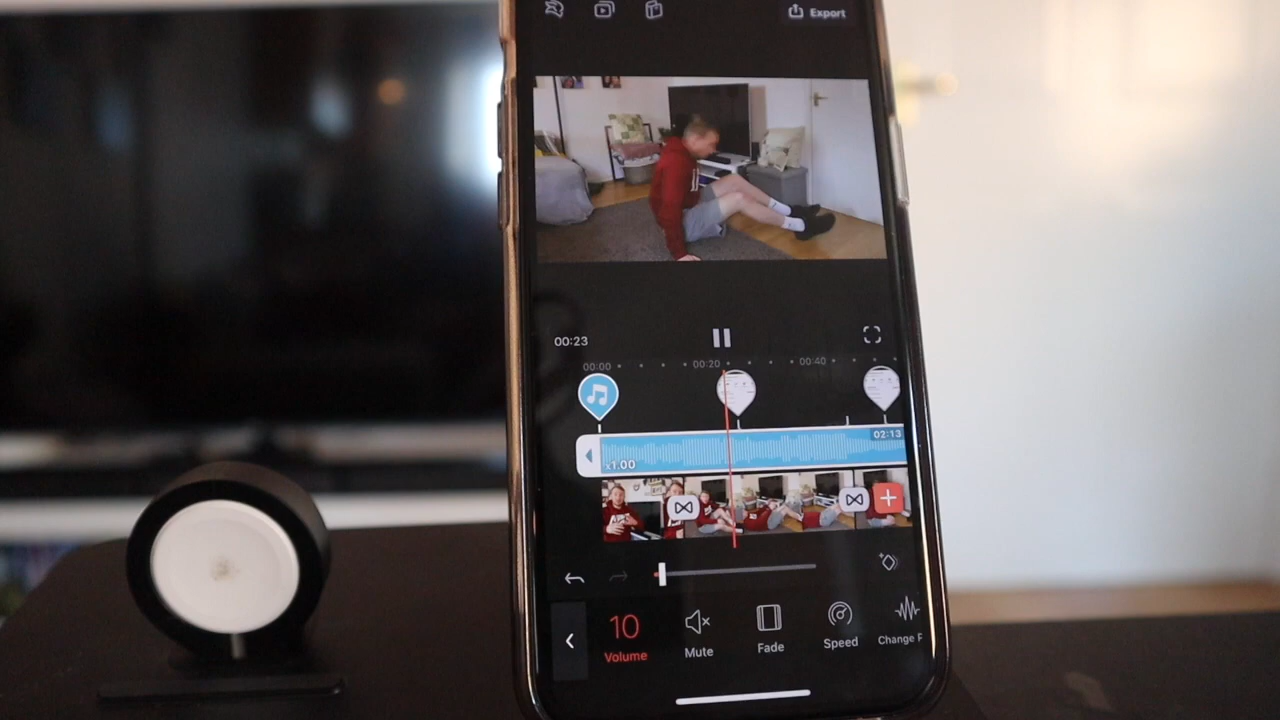 Export
00:23
00:00
00:20
00:40
02:13
x1.00
10
Volume
Mute
Fade
Speed
Change